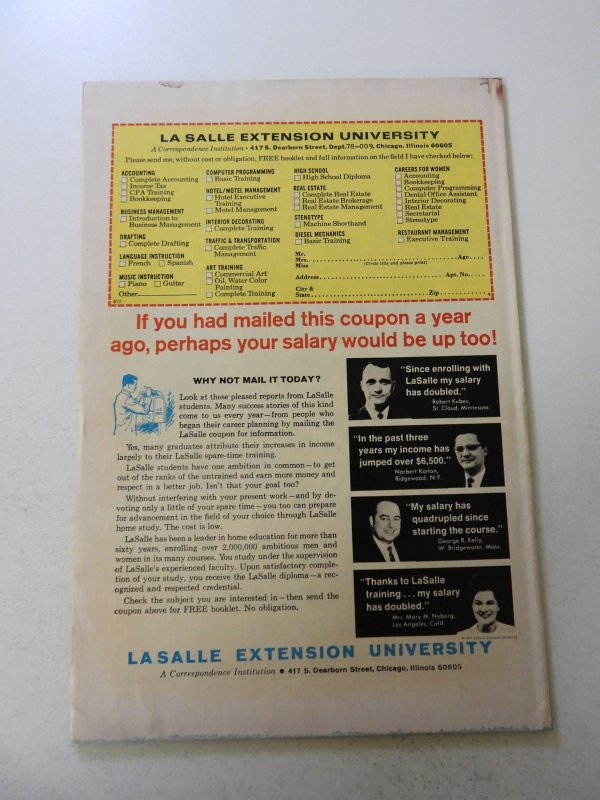 LA SALLE EXTENSION UNIVERSITY
A Correspondence Institution • 417 S. Dearborn Street, Dept. 78-009, Chicago, Illinois 60605
Please send me, without cost or obligation, FREE booklet and full information on the field I have checked below:
ACCOUNTING
Complete Accounting
Income Tax
CPA Training
Bookkeeping
BUSINESS MANAGEMENT
Introduction to
Business Management
DRAFTING
Complete Drafting
LANGUAGE INSTRUCTION
French Spanish
MUSIC INSTRUCTION
Piano Guitar
Other
COMPUTER PROGRAMMING
Basic Training
HOTEL/MOTEL MANAGEMENT
Hotel Executive
Training
Motel Management
INTERIOR DECORATING
Complete Training
TRAFFIC & TRANSPORTATION
Complete Traffic
Management
ART TRAINING
Commercial Art
Oil, Water Color
Painting
Complete Training
HIGH SCHOOL
High School Diploma
REAL ESTATE
Complete Real Estate
Real Estate Brokerage
Real Estate Management
STENOTYPE
Machine Shorthand
DIESEL MECHANICS
Basic Training
CAREERS FOR WOMEN
Accounting
Bookkeeping
Computer Programming
Dental Office Assistant
Interior Decorating
Real Estate
Secretarial
Stenotype
RESTAURANT MANAGEMENT
Executive Training
Mr.
Mrs. Age
Miss (Circle title and please print)
Address Apt. No.
City &
State Zip
If you had mailed this coupon a year
ago, perhaps your salary would be up too!
WHY NOT MAIL IT TODAY?
Look at these pleased reports from LaSalle
students. Many success stories of this kind
come to us every year—from people who
began their career planning by mailing the
LaSalle coupon for information.
Yes, many graduates attribute their increases in income
largely to their LaSalle spare-time training.
LaSalle students have one ambition in common—to get
out of the ranks of the untrained and earn more money and
respect in a better job. Isn't that your goal too?
Without interfering with your present work—and by de-
voting only a little of your spare time—you too can prepare
for advancement in the field of your choice through LaSalle
home study. The cost is low.
LaSalle has been a leader in home education for more than
sixty years, enrolling over 2,000,000 ambitious men and
women in its many courses. You study under the supervision
of LaSalle's experienced faculty. Upon satisfactory comple-
tion of your study, you receive the LaSalle diploma—a rec-
ognized and respected credential.
Check the subject you are interested in—then send the
coupon above for FREE booklet. No obligation.
"Since enrolling with
LaSalle my salary
has doubled."
Robert Kubec,
St. Cloud, Minnesota.
"In the past three
years my income has
jumped over $6,500."
Norbert Kaitan,
Ridgewood, N.Y.
"My salary has
quadrupled since
starting the course."
George R. Kelly,
W. Bridgewater, Mass.
"Thanks to LaSalle
training . . . my salary
has doubled."
Mrs. Mary M. Nyberg,
Los Angeles, Calif.
LA SALLE EXTENSION UNIVERSITY
A Correspondence Institution • 417 S. Dearborn Street, Chicago, Illinois 60605